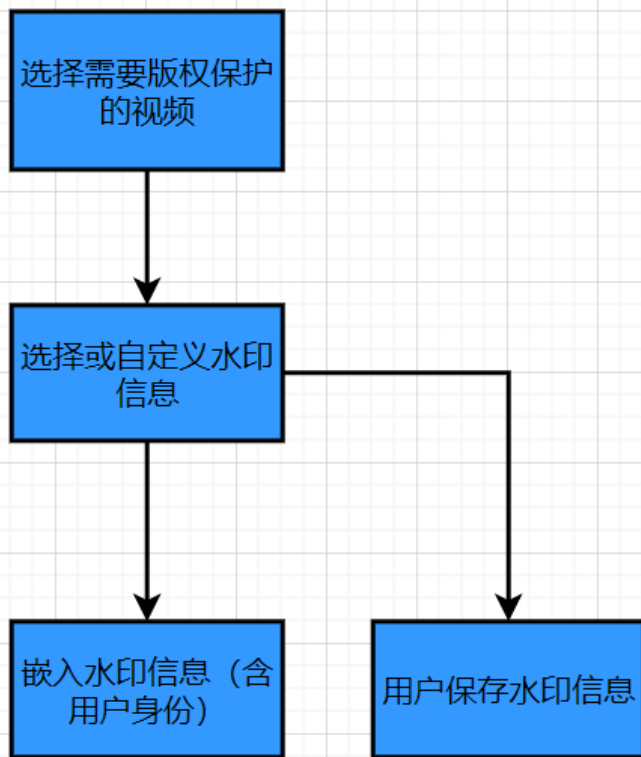 选择需要版权保护
的视频
选择或自定义水印
信息
嵌入水印信息（含
用户身份）
用户保存水印信息